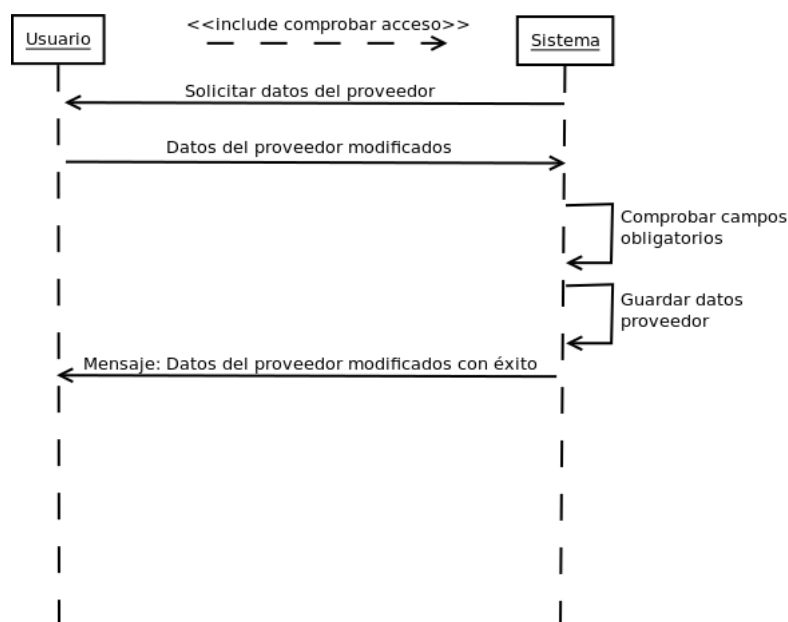 Usuario
<<include comprobar acceso>>
Sistema
Solicitar datos del proveedor
Datos del proveedor modificados
Comprobar campos
obligatorios
Guardar datos
proveedor
Mensaje: Datos del proveedor modificados con éxito